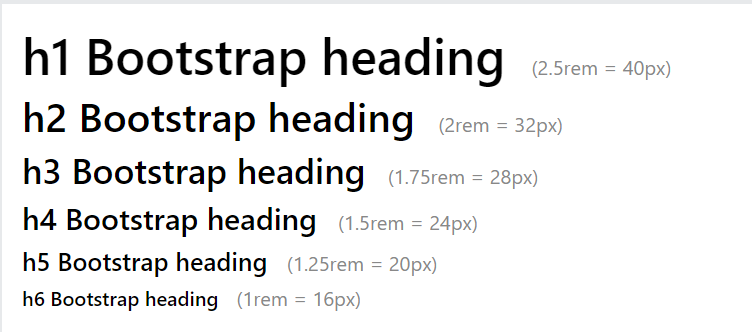 h1 Bootstrap heading (2.5rem = 40px)
h2 Bootstrap heading (2rem = 32px)
h3 Bootstrap heading (1.75rem = 28px)
h4 Bootstrap heading (1.5rem = 24px)
h5 Bootstrap heading (1.25rem = 20px)
h6 Bootstrap heading (1rem = 16px)